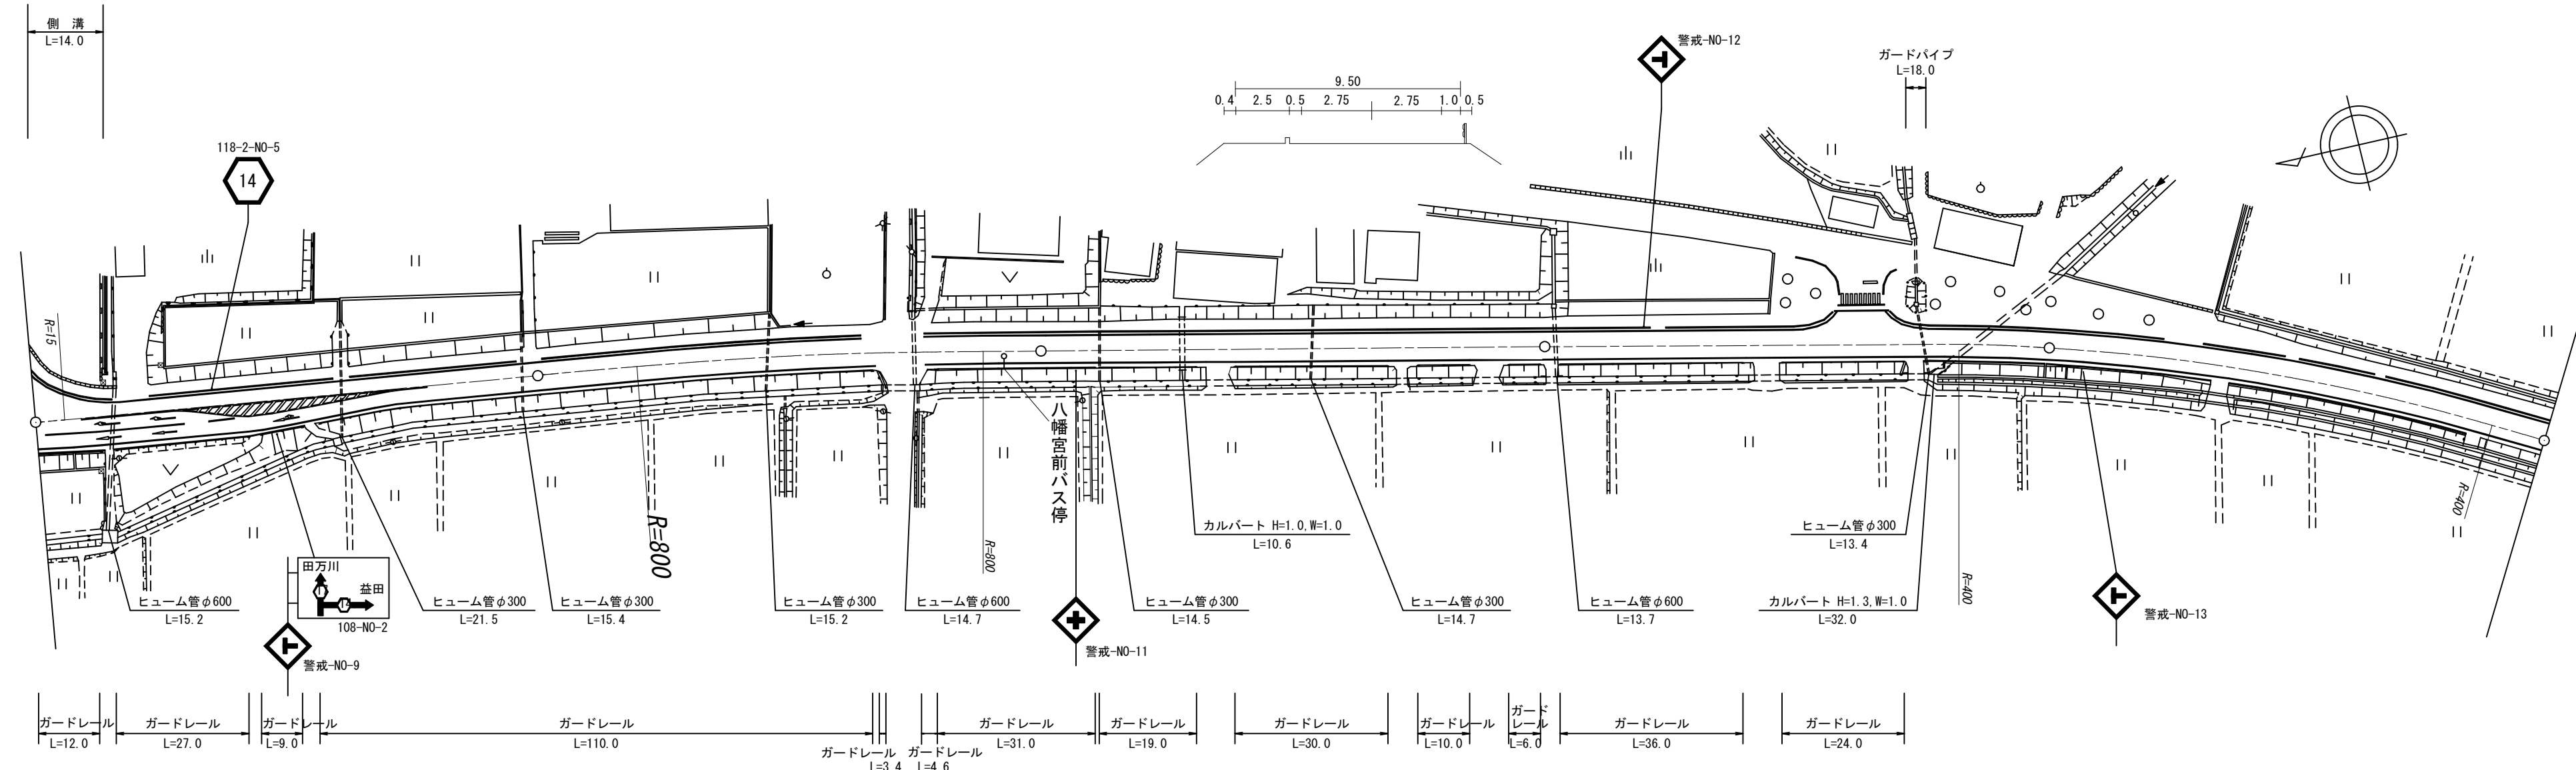 側 溝
L=14.0
118-2-NO-5
14
9.50
0.4 2.5 0.5 2.75 2.75 1.0 0.5
警戒-NO-12
ガードパイプ
L=18.0
R=15
R=800
R=800
八幡宮前バス停
R=400
R=400
カルバート H=1.0,W=1.0
L=10.6
ヒューム管φ300
L=13.4
田万川
益田
14
108-NO-2
警戒-NO-9
ヒューム管φ600
L=15.2
ヒューム管φ300
L=21.5
ヒューム管φ300
L=15.4
ヒューム管φ300
L=15.2
ヒューム管φ600
L=14.7
警戒-NO-11
ヒューム管φ300
L=14.5
ヒューム管φ300
L=14.7
ヒューム管φ600
L=13.7
カルバート H=1.3,W=1.0
L=32.0
警戒-NO-13
ガードレール
L=12.0
ガードレール
L=27.0
ガードレール
L=9.0
ガードレール
L=110.0
ガードレール
L=3.4
ガードレール
L=4.6
ガードレール
L=31.0
ガードレール
L=19.0
ガードレール
L=30.0
ガードレール
L=10.0
ガード
レール
L=6.0
ガードレール
L=36.0
ガードレール
L=24.0